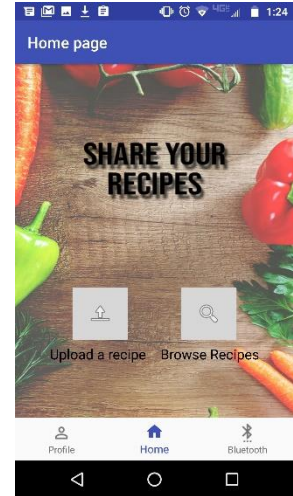 1:24
Home page
SHARE YOUR
RECIPES
Upload a recipe Browse Recipes
Profile Home Bluetooth